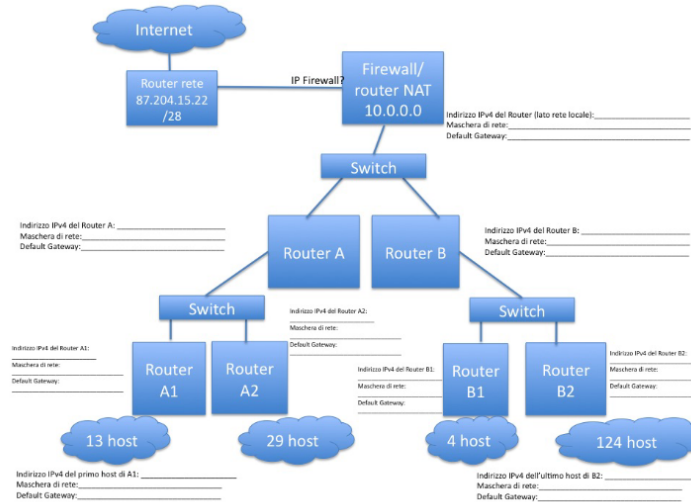 Internet
Router rete
87.204.15.22
/28
IP Firewall?
Firewall/
router NAT
10.0.0.0
Indirizzo IPv4 del Router (lato rete locale):
Maschera di rete:
Default Gateway:
Switch
Indirizzo IPv4 del Router A:
Maschera di rete:
Default Gateway:
Router A
Router B
Indirizzo IPv4 del Router B:
Maschera di rete:
Default Gateway:
Switch
Indirizzo IPv4 del Router A2:
Maschera di rete:
Default Gateway:
Switch
Indirizzo IPv4 del Router A1:
Maschera di rete:
Default Gateway:
Router
A1
Router
A2
Indirizzo IPv4 del Router B1:
Maschera di rete:
Default Gateway:
Router
B1
Router
B2
Indirizzo IPv4 del Router B2:
Maschera di rete:
Default Gateway:
13 host
29 host
4 host
124 host
Indirizzo IPv4 del primo host di A1:
Maschera di rete:
Default Gateway:
Indirizzo IPv4 dell'ultimo host di B2:
Maschera di rete:
Default Gateway: